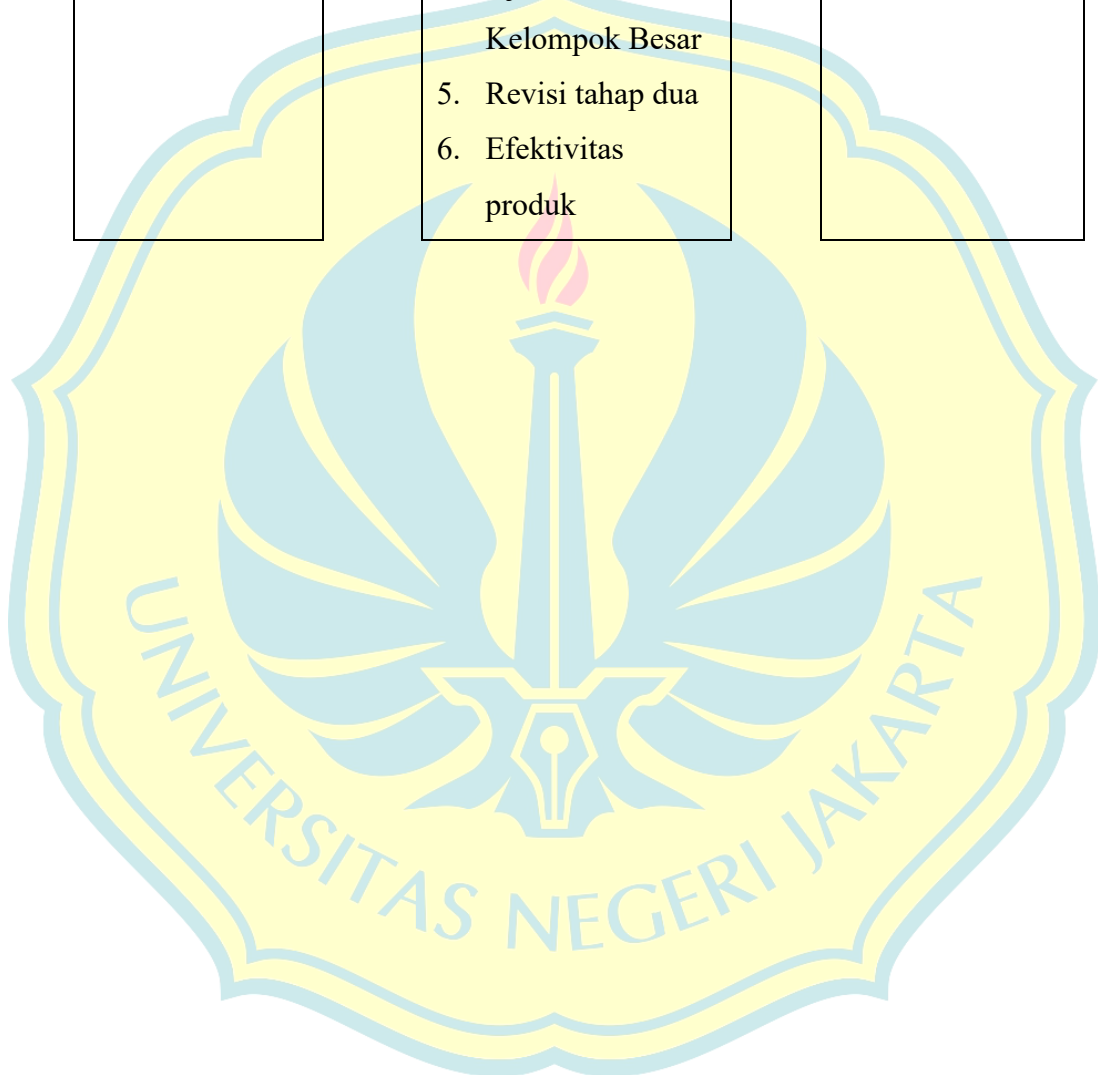 Kelompok Besar
5. Revisi tahap dua
6. Efektivitas
produk
UNIVERSITAS NEGERI JAKARTA